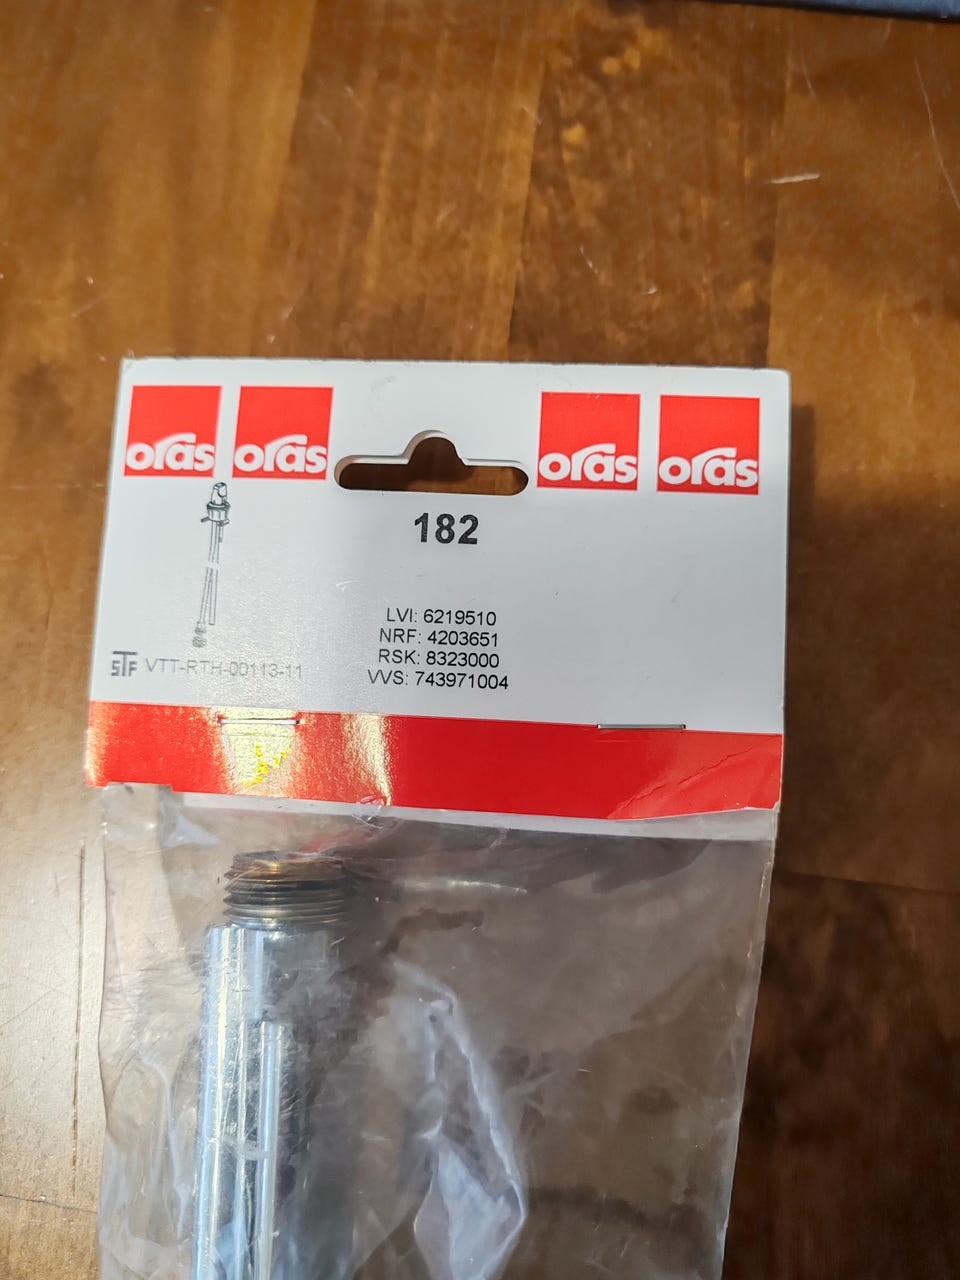 oras oras oras oras
182
LVI: 6219510
NRF: 4203651
RSK: 8323000
VVS: 743971004
STF VTT-RTH-00113-11